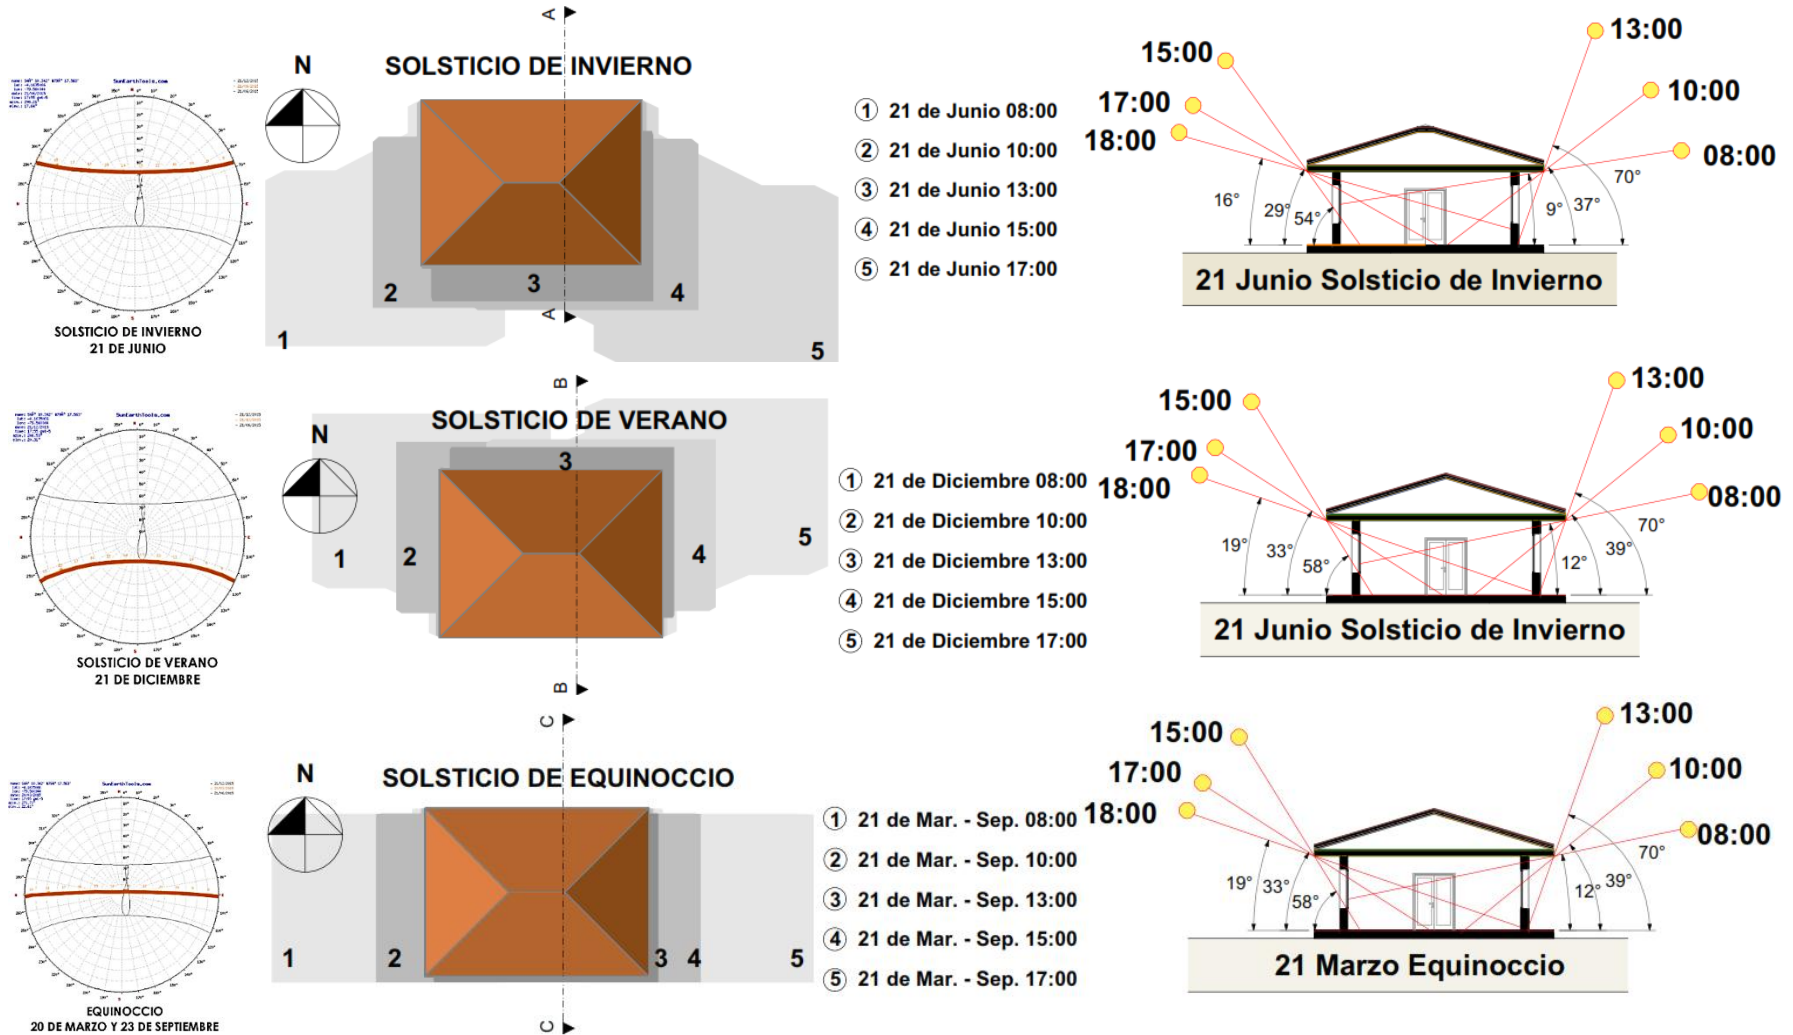 SunEarthTools.com
SOLSTICIO DE INVIERNO
21 DE JUNIO
N
SOLSTICIO DE INVIERNO
A
1
2
3
4
5
A
1 21 de Junio 08:00
2 21 de Junio 10:00
3 21 de Junio 13:00
4 21 de Junio 15:00
5 21 de Junio 17:00
15:00
17:00
18:00
13:00
10:00
08:00
16°
29°
54°
9°
37°
70°
21 Junio Solsticio de Invierno
SunEarthTools.com
SOLSTICIO DE VERANO
21 DE DICIEMBRE
N
B
SOLSTICIO DE VERANO
1
2
3
4
5
B
1 21 de Diciembre 08:00
2 21 de Diciembre 10:00
3 21 de Diciembre 13:00
4 21 de Diciembre 15:00
5 21 de Diciembre 17:00
15:00
17:00
18:00
13:00
10:00
08:00
19°
33°
58°
12°
39°
70°
21 Junio Solsticio de Invierno
SunEarthTools.com
EQUINOCCIO
20 DE MARZO Y 23 DE SEPTIEMBRE
N
C
SOLSTICIO DE EQUINOCCIO
1
2
3
4
5
C
1 21 de Mar. - Sep. 08:00
2 21 de Mar. - Sep. 10:00
3 21 de Mar. - Sep. 13:00
4 21 de Mar. - Sep. 15:00
5 21 de Mar. - Sep. 17:00
15:00
17:00
18:00
13:00
10:00
08:00
19°
33°
58°
12°
39°
70°
21 Marzo Equinoccio